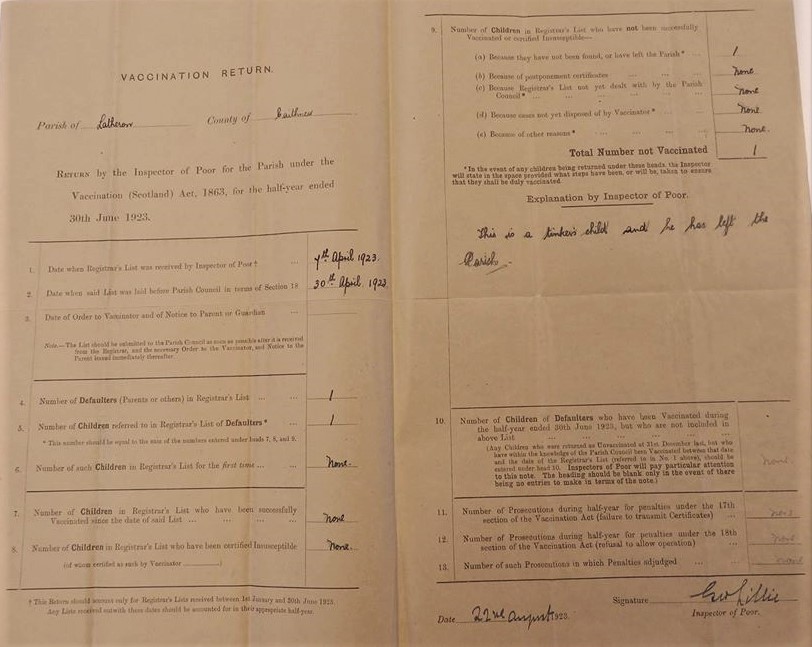 VACCINATION RETURN.
Parish of Latheron County of Caithness
RETURN by the Inspector of Poor for the Parish under the
Vaccination (Scotland) Act, 1863, for the half-year ended
30th June 1923.
1. Date when Registrar's List was received by Inspector of Poor † ... 7th April 1923.
2. Date when said List was laid before Parish Council in terms of Section 18 30th April 1923
3. Date of Order to Vaccinator and of Notice to Parent or Guardian ...
Note.—The List should be submitted to the Parish Council as soon as possible after it is received
from the Registrar, and the necessary Order to the Vaccinator, and Notice to the
Parent issued immediately thereafter.
4. Number of Defaulters (Parents or others) in Registrar's List ... ... 1
5. Number of Children referred to in Registrar's List of Defaulters * ... 1
* This number should be equal to the sum of the numbers entered under heads 7, 8, and 9.
6. Number of such Children in Registrar's List for the first time ... ... None.
7. Number of Children in Registrar's List who have been successfully
Vaccinated since the date of said List ... ... ... ... None
8. Number of Children in Registrar's List who have been certified Insusceptible None.
(of whom certified as such by Vaccinator )
† This Return should account only for Registrar's Lists received between 1st January and 30th June 1923.
Any Lists received outwith these dates should be accounted for in their appropriate half-year.
9. Number of Children in Registrar's List who have not been successfully
Vaccinated or certified Insusceptible—
(a) Because they have not been found, or have left the Parish * ... 1
(b) Because of postponement certificates ... ... ... None.
(c) Because Registrar's List not yet dealt with by the Parish
Council * ... ... ... ... ... None
(d) Because cases not yet disposed of by Vaccinator * ... ... None
(e) Because of other reasons * ... ... ... ... None.
Total Number not Vaccinated 1
* In the event of any children being returned under these heads, the Inspector
will state in the space provided what steps have been, or will be, taken to ensure
that they shall be duly vaccinated.
Explanation by Inspector of Poor.
This is a tinker's child and he has left the
Parish.
10. Number of Children of Defaulters who have been Vaccinated during
the half-year ended 30th June 1923, but who are not included in
above List ... ... ... ... ... ...
(Any Children who were returned as Unvaccinated at 31st December last, but who
have within the knowledge of the Parish Council been Vaccinated between that date
and the date of the Registrar's List (referred to in No. 1 above), should be
entered under head 10. Inspectors of Poor will pay particular attention
to this note. The heading should be blank only in the event of there
being no entries to make in terms of the note.) None
11. Number of Prosecutions during half-year for penalties under the 17th
section of the Vaccination Act (failure to transmit Certificates) ... None
12. Number of Prosecutions during half-year for penalties under the 18th
section of the Vaccination Act (refusal to allow operation) ... None
13. Number of such Prosecutions in which Penalties adjudged ...
Signature
Inspector of Poor.
Date 22nd August 1923.